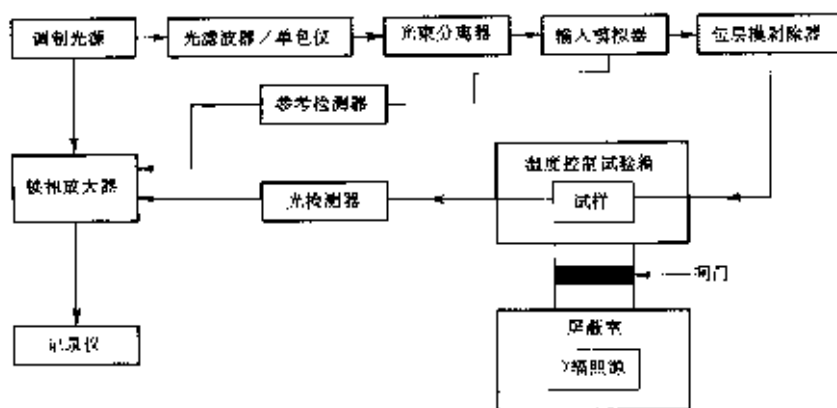 调制光源
光滤波器/单包仪
光束分离器
输入模拟器
包层模剥除器
参考检测器
锁相放大器
光检测器
温度控制试验箱
试样
闸门
记录仪
屏蔽室
γ辐照源